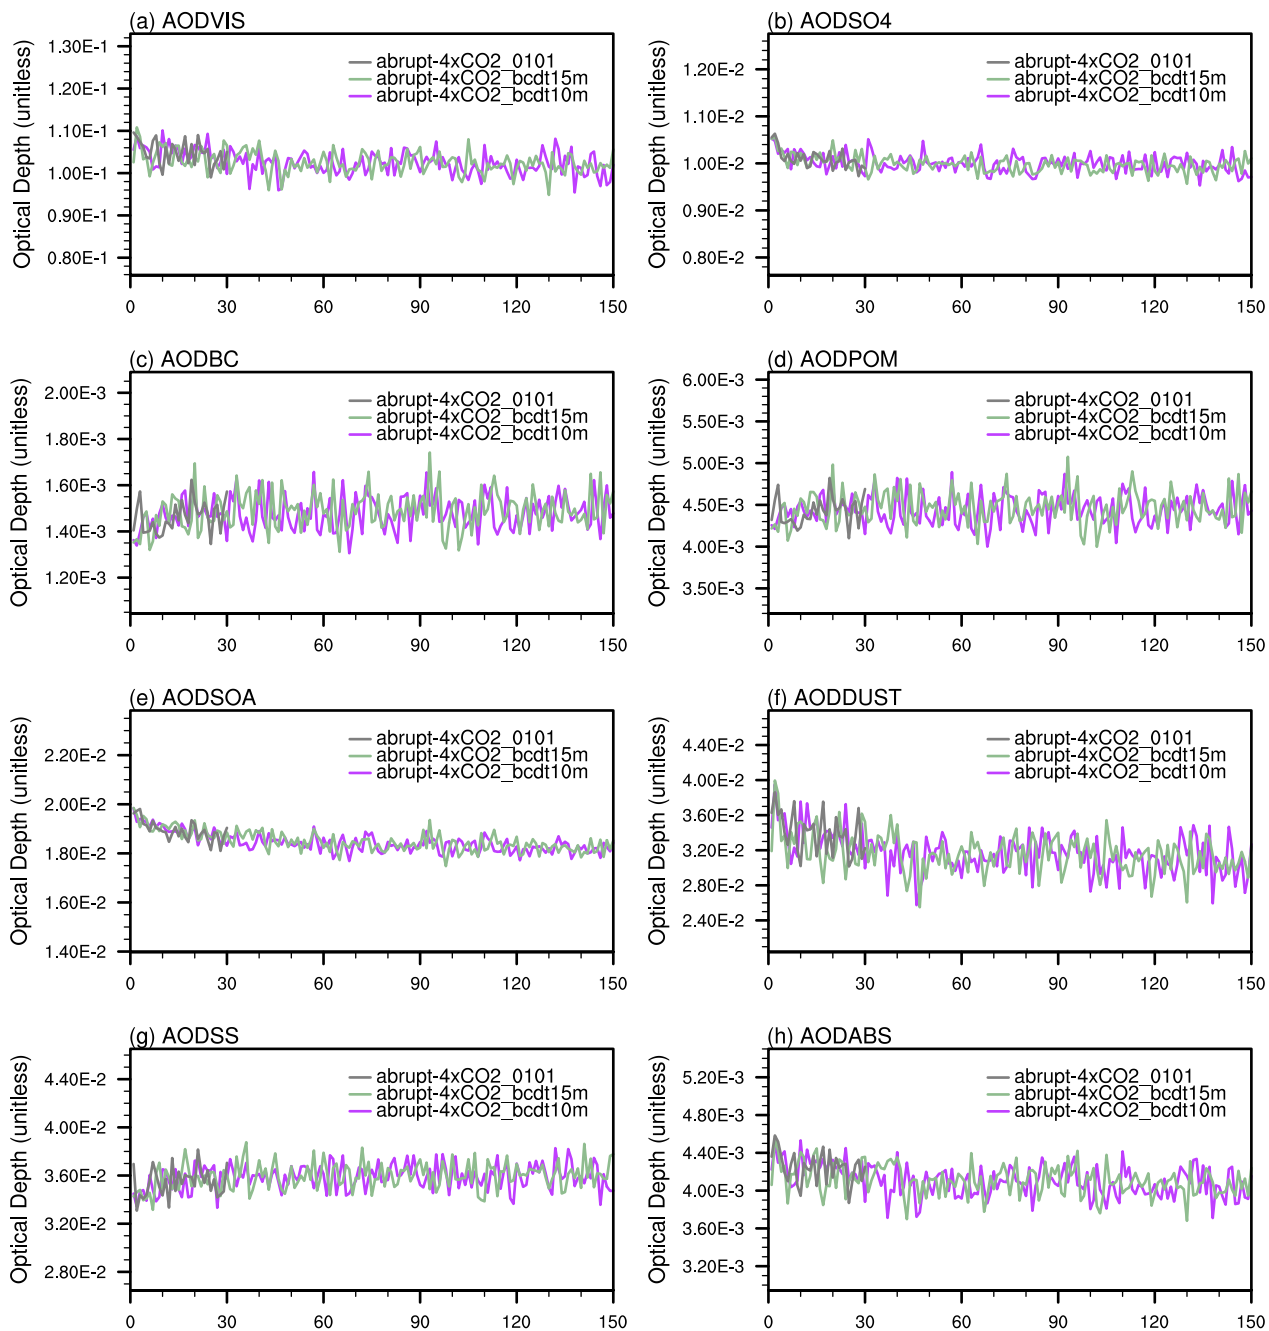 (a) AODVIS
Optical Depth (unitless)
1.30E-1
1.20E-1
1.10E-1
1.00E-1
0.90E-1
0.80E-1
abrupt-4xCO2_0101
abrupt-4xCO2_bcdt15m
abrupt-4xCO2_bcdt10m
0 30 60 90 120 150
(b) AODSO4
Optical Depth (unitless)
1.20E-2
1.10E-2
1.00E-2
0.90E-2
0.80E-2
abrupt-4xCO2_0101
abrupt-4xCO2_bcdt15m
abrupt-4xCO2_bcdt10m
0 30 60 90 120 150
(c) AODBC
Optical Depth (unitless)
2.00E-3
1.80E-3
1.60E-3
1.40E-3
1.20E-3
abrupt-4xCO2_0101
abrupt-4xCO2_bcdt15m
abrupt-4xCO2_bcdt10m
0 30 60 90 120 150
(d) AODPOM
Optical Depth (unitless)
6.00E-3
5.50E-3
5.00E-3
4.50E-3
4.00E-3
3.50E-3
abrupt-4xCO2_0101
abrupt-4xCO2_bcdt15m
abrupt-4xCO2_bcdt10m
0 30 60 90 120 150
(e) AODSOA
Optical Depth (unitless)
2.20E-2
2.00E-2
1.80E-2
1.60E-2
1.40E-2
abrupt-4xCO2_0101
abrupt-4xCO2_bcdt15m
abrupt-4xCO2_bcdt10m
0 30 60 90 120 150
(f) AODDUST
Optical Depth (unitless)
4.40E-2
4.00E-2
3.60E-2
3.20E-2
2.80E-2
2.40E-2
abrupt-4xCO2_0101
abrupt-4xCO2_bcdt15m
abrupt-4xCO2_bcdt10m
0 30 60 90 120 150
(g) AODSS
Optical Depth (unitless)
4.40E-2
4.00E-2
3.60E-2
3.20E-2
2.80E-2
abrupt-4xCO2_0101
abrupt-4xCO2_bcdt15m
abrupt-4xCO2_bcdt10m
0 30 60 90 120 150
(h) AODABS
Optical Depth (unitless)
5.20E-3
4.80E-3
4.40E-3
4.00E-3
3.60E-3
3.20E-3
abrupt-4xCO2_0101
abrupt-4xCO2_bcdt15m
abrupt-4xCO2_bcdt10m
0 30 60 90 120 150